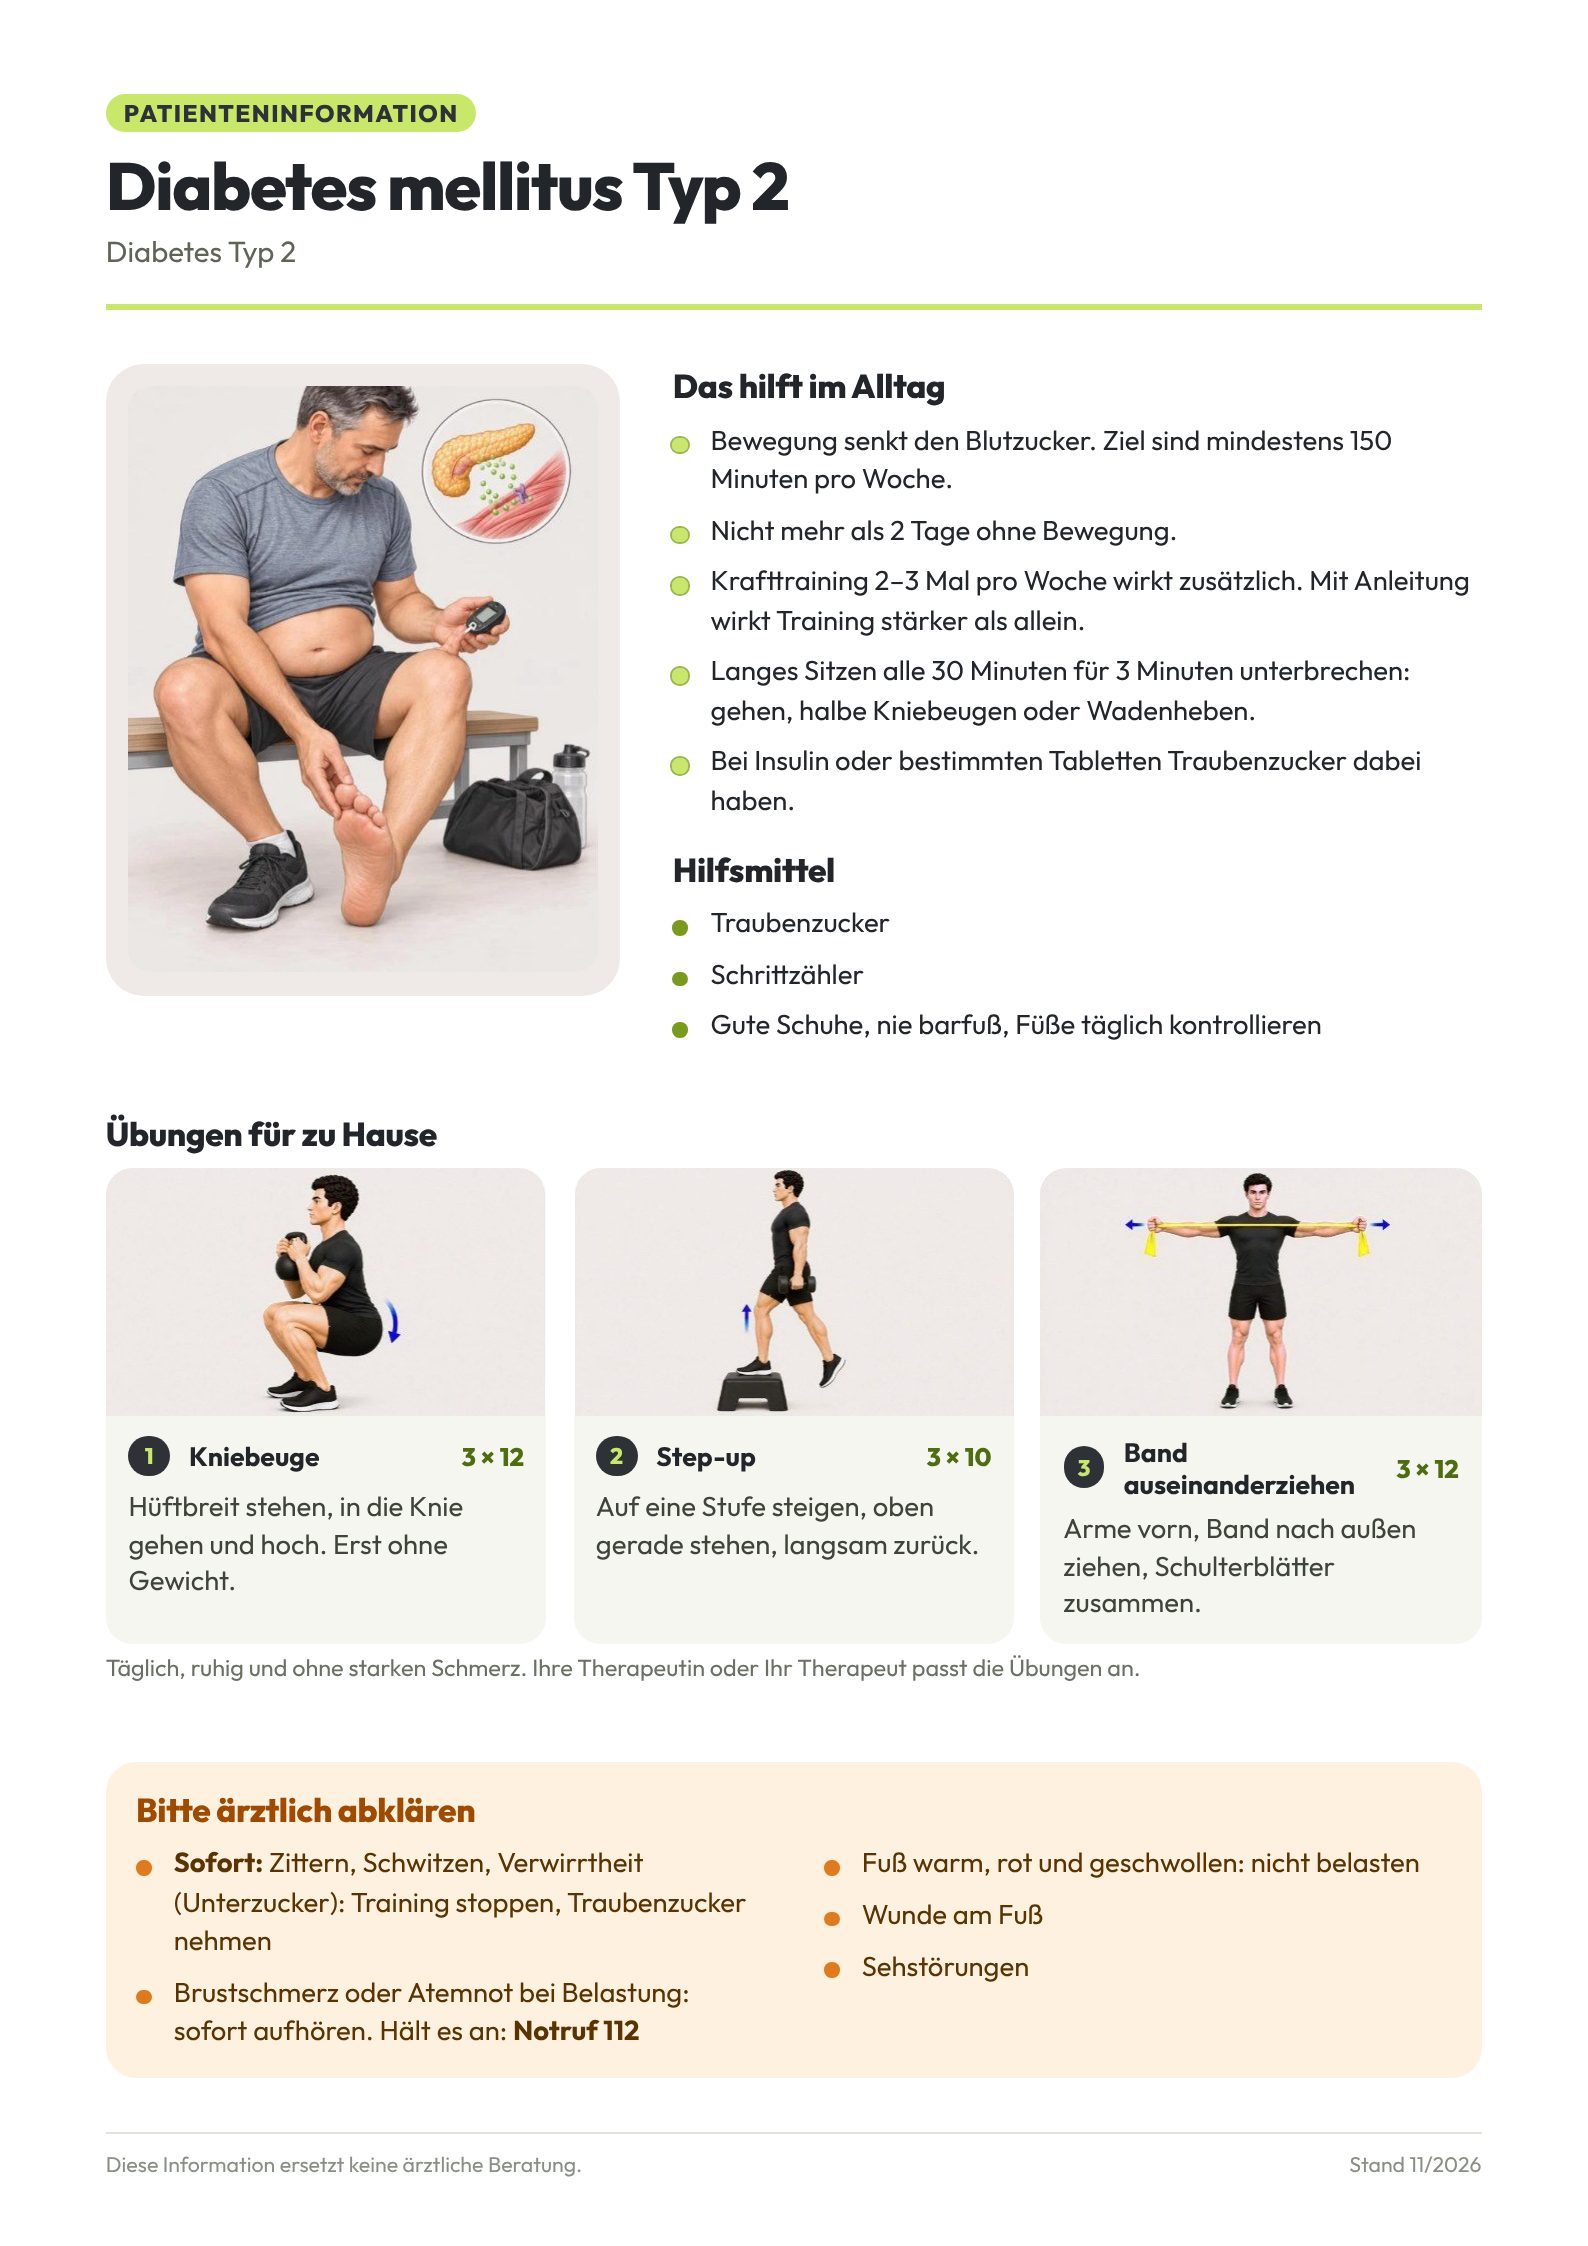 PATIENTENINFORMATION
Diabetes mellitus Typ 2
Diabetes Typ 2
Das hilft im Alltag
Bewegung senkt den Blutzucker. Ziel sind mindestens 150
Minuten pro Woche.
Nicht mehr als 2 Tage ohne Bewegung.
Krafttraining 2–3 Mal pro Woche wirkt zusätzlich. Mit Anleitung
wirkt Training stärker als allein.
Langes Sitzen alle 30 Minuten für 3 Minuten unterbrechen:
gehen, halbe Kniebeugen oder Wadenheben.
Bei Insulin oder bestimmten Tabletten Traubenzucker dabei
haben.
Hilfsmittel
Traubenzucker
Schrittzähler
Gute Schuhe, nie barfuß, Füße täglich kontrollieren
Übungen für zu Hause
1 Kniebeuge 3 × 12
Hüftbreit stehen, in die Knie
gehen und hoch. Erst ohne
Gewicht.
2 Step-up 3 × 10
Auf eine Stufe steigen, oben
gerade stehen, langsam zurück.
3 Band
auseinanderziehen 3 × 12
Arme vorn, Band nach außen
ziehen, Schulterblätter
zusammen.
Täglich, ruhig und ohne starken Schmerz. Ihre Therapeutin oder Ihr Therapeut passt die Übungen an.
Bitte ärztlich abklären
Sofort: Zittern, Schwitzen, Verwirrtheit
(Unterzucker): Training stoppen, Traubenzucker
nehmen
Brustschmerz oder Atemnot bei Belastung:
sofort aufhören. Hält es an: Notruf 112
Fuß warm, rot und geschwollen: nicht belasten
Wunde am Fuß
Sehstörungen
Diese Information ersetzt keine ärztliche Beratung.
Stand 11/2026